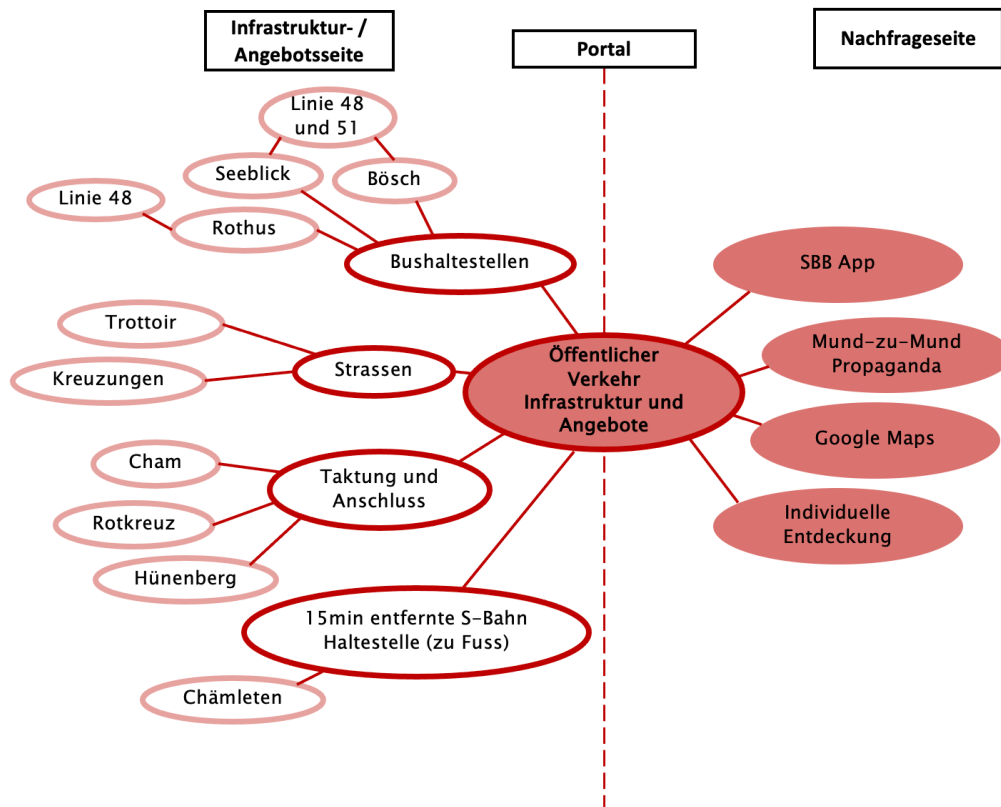 Infrastruktur- /
Angebotsseite
Portal
Nachfrageseite
Linie 48
und 51
Seeblick
Bösch
Linie 48
Rothus
Bushaltestellen
SBB App
Trottoir
Mund-zu-Mund
Propaganda
Kreuzungen
Strassen
Öffentlicher
Verkehr
Infrastruktur und
Angebote
Google Maps
Cham
Taktung und
Anschluss
Rotkreuz
Individuelle
Entdeckung
Hünenberg
15min entfernte S-Bahn
Haltestelle (zu Fuss)
Chämleten